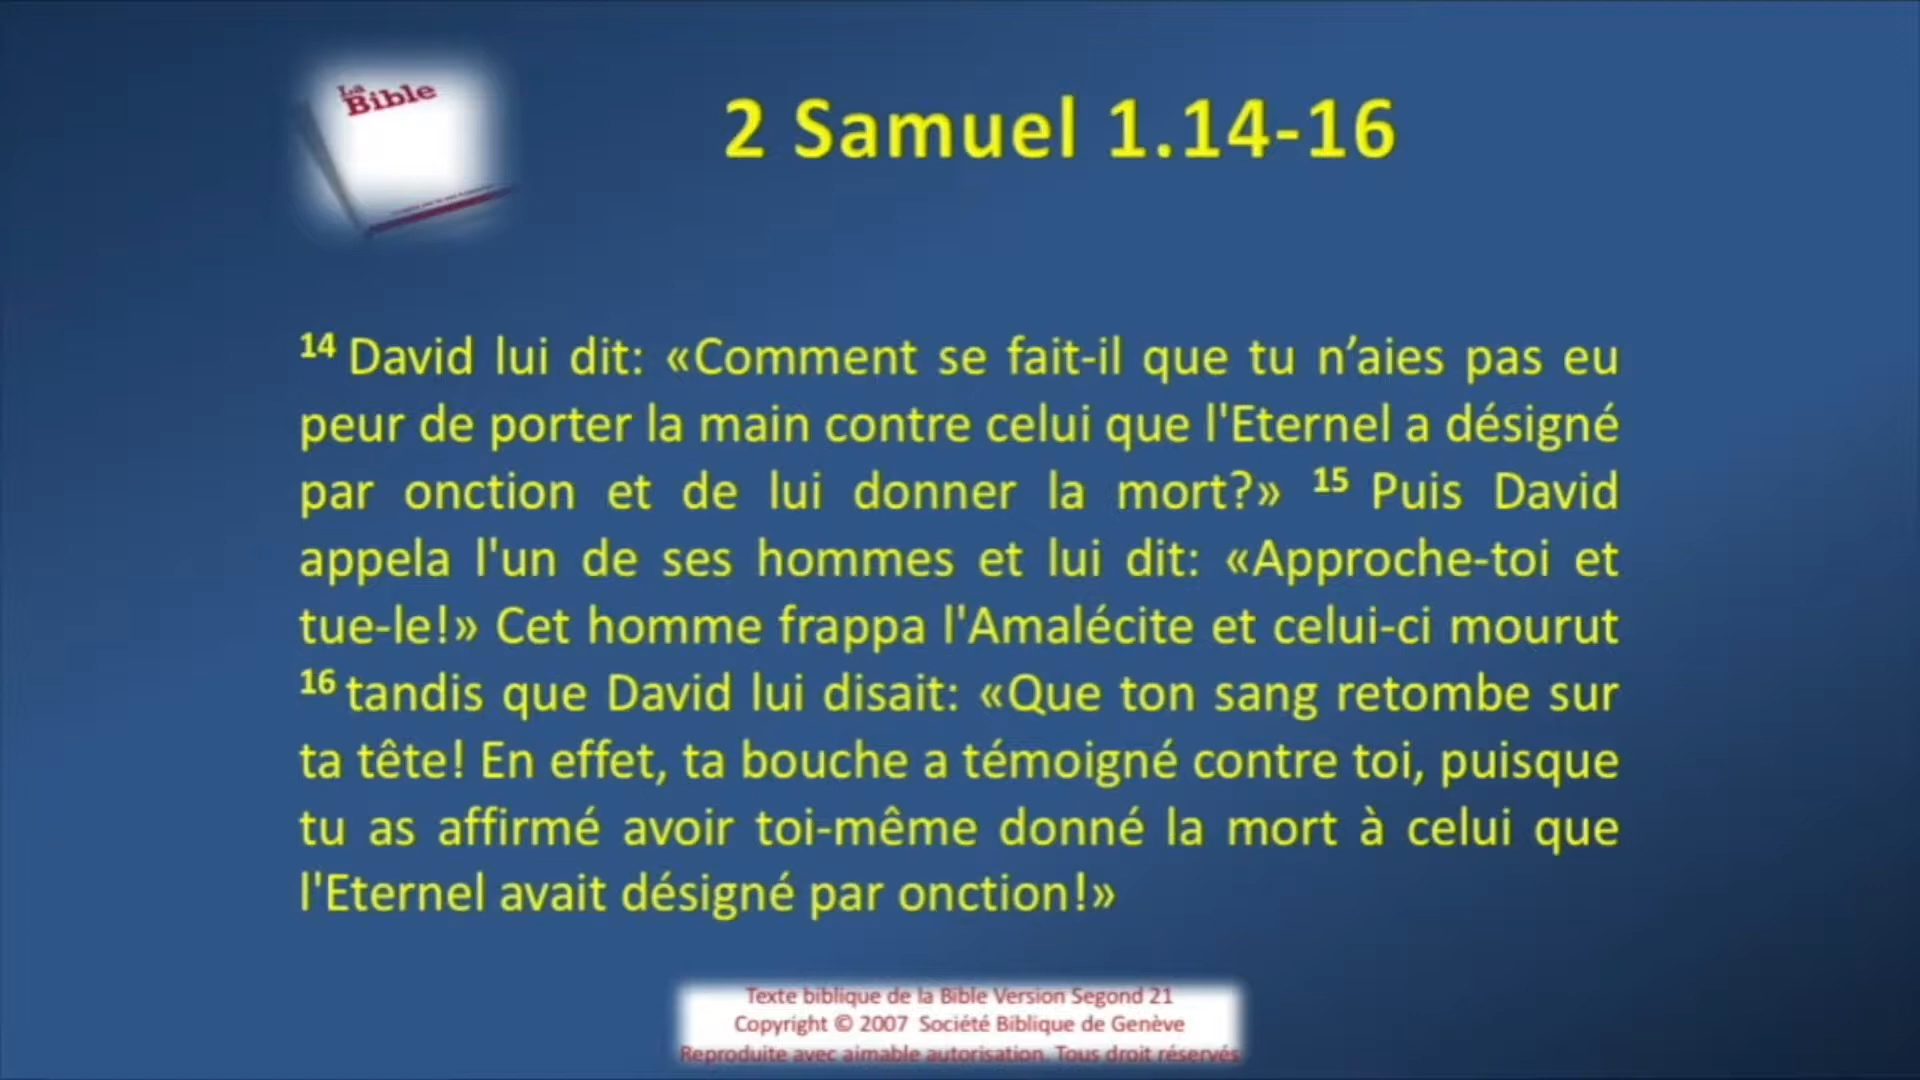 La
Bible
2 Samuel 1.14-16
14 David lui dit: «Comment se fait-il que tu n’aies pas eu
peur de porter la main contre celui que l'Eternel a désigné
par onction et de lui donner la mort?» 15 Puis David
appela l'un de ses hommes et lui dit: «Approche-toi et
tue-le!» Cet homme frappa l'Amalécite et celui-ci mourut
16 tandis que David lui disait: «Que ton sang retombe sur
ta tête! En effet, ta bouche a témoigné contre toi, puisque
tu as affirmé avoir toi-même donné la mort à celui que
l'Eternel avait désigné par onction!»
Texte biblique de la Bible Version Segond 21
Copyright © 2007 Société Biblique de Genève
Reproduite avec aimable autorisation. Tous droit réservés